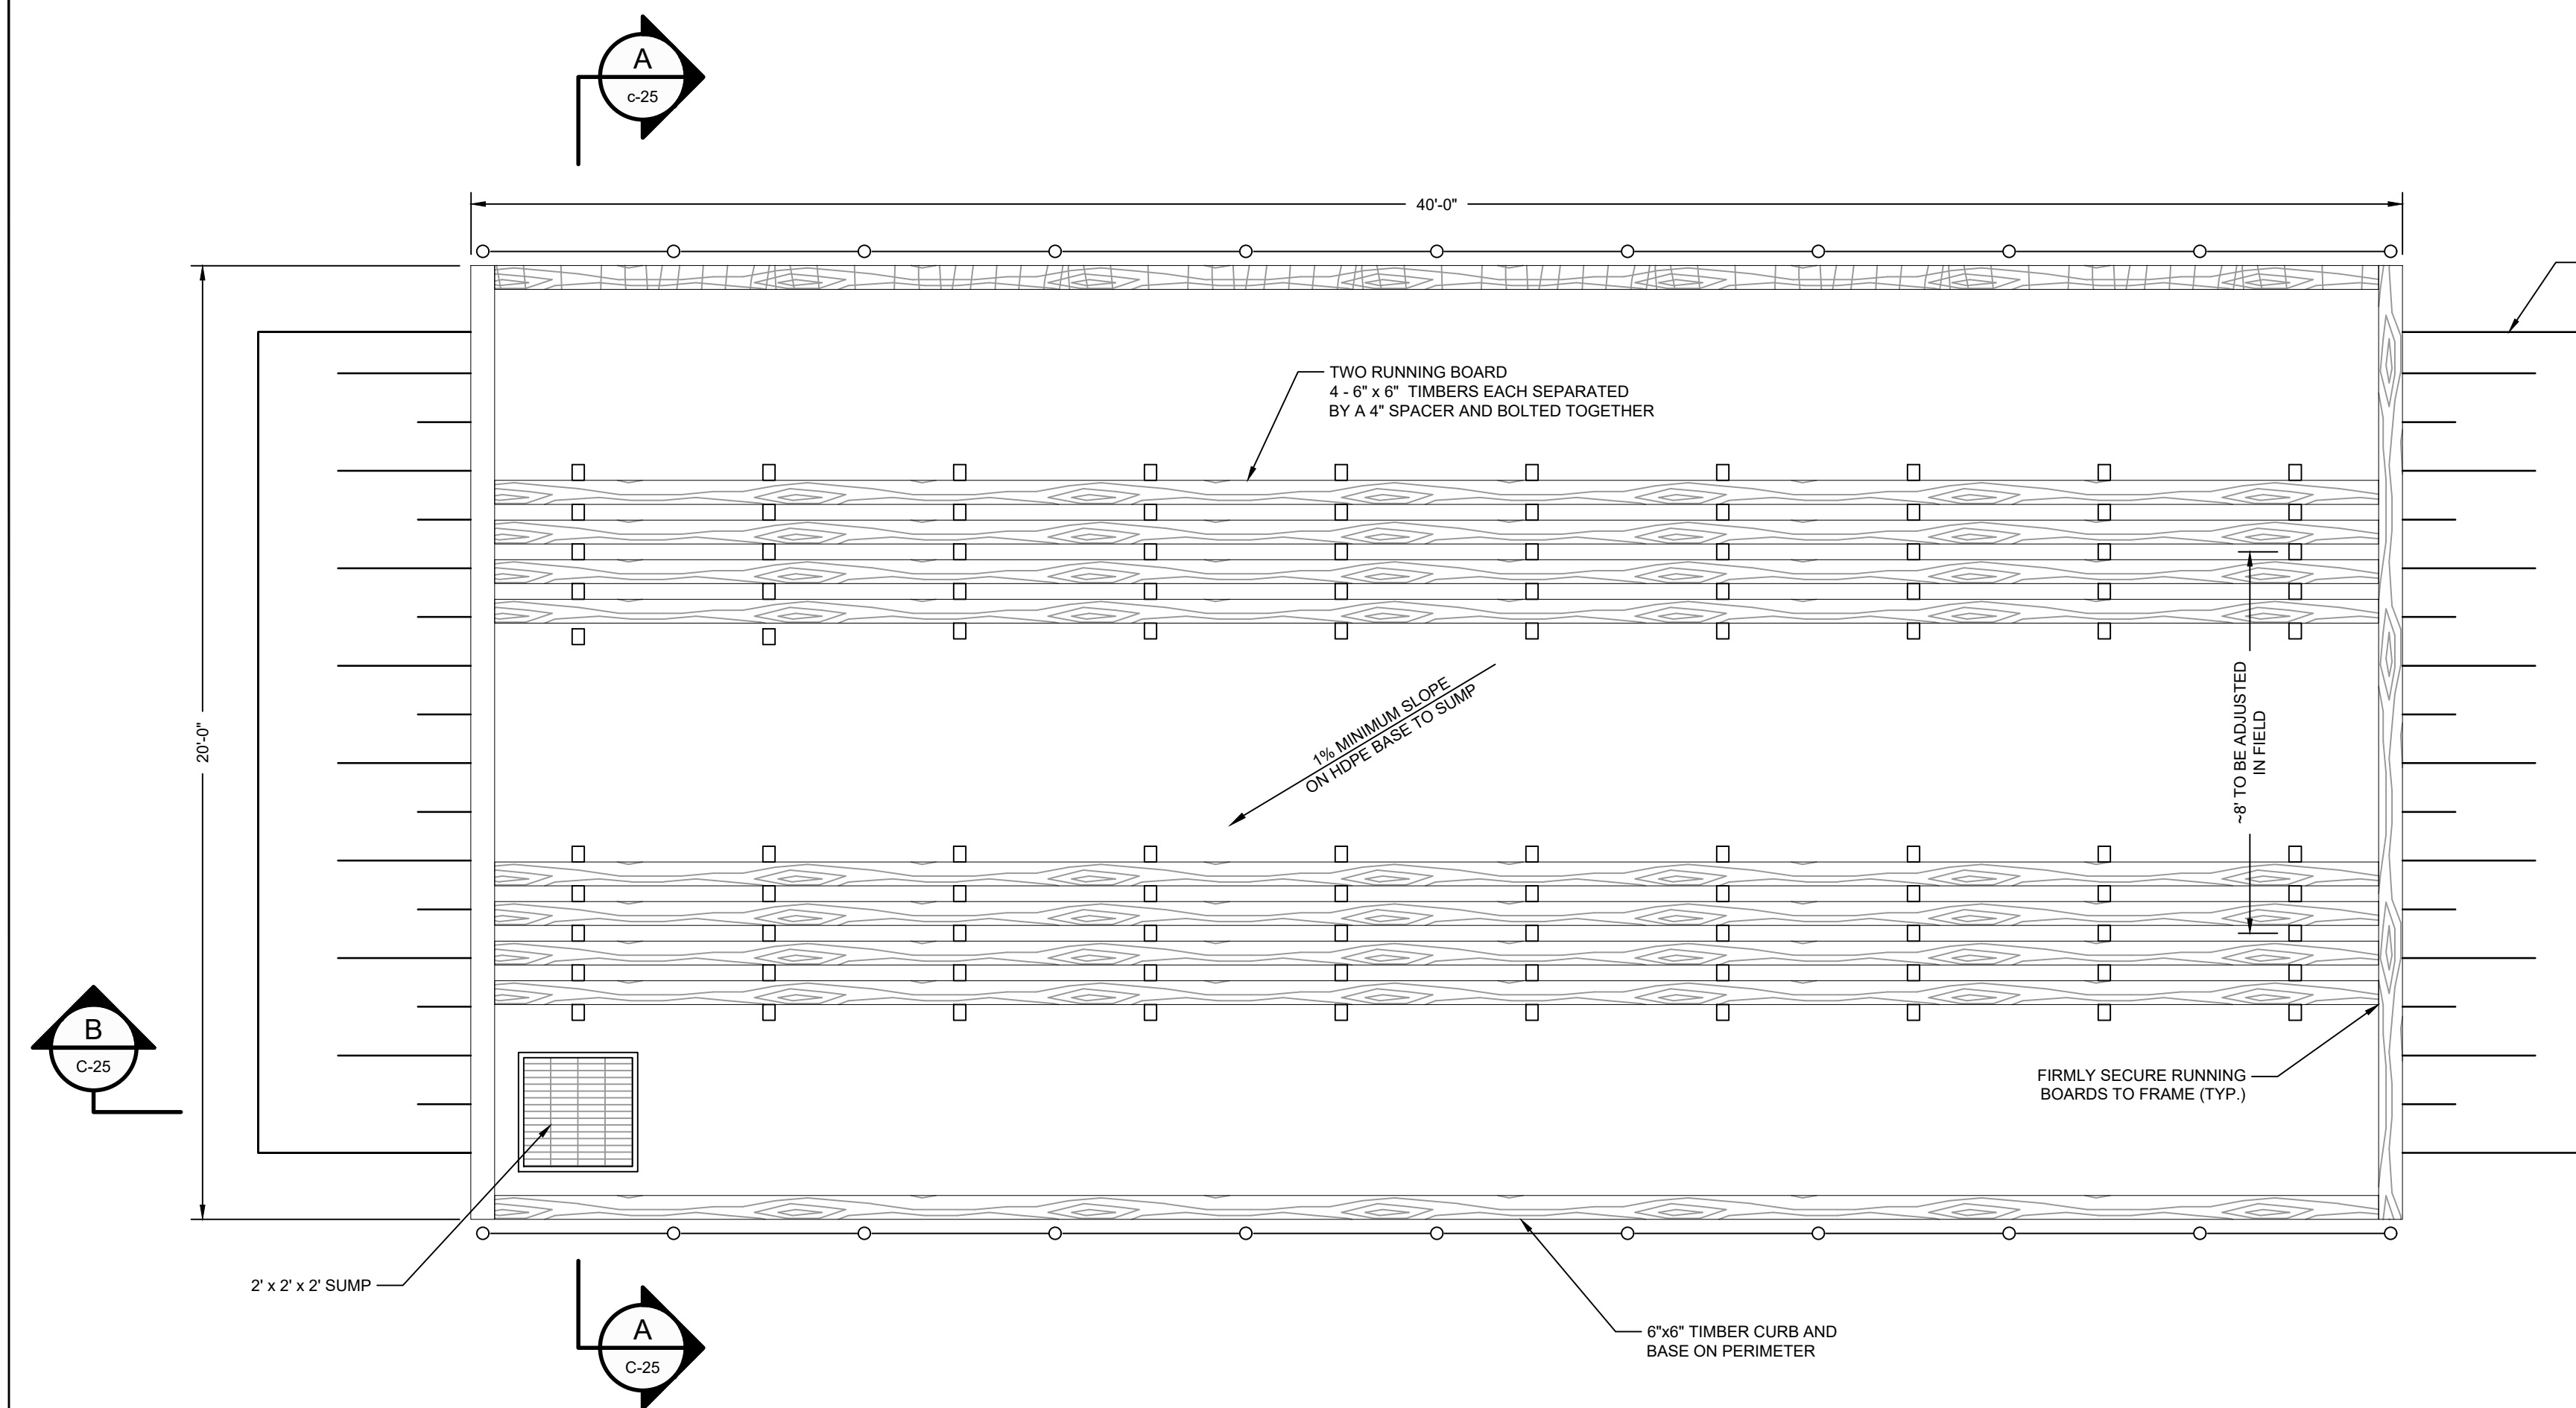 A
c-25
40'-0"
TWO RUNNING BOARD
4 - 6" x 6" TIMBERS EACH SEPARATED
BY A 4" SPACER AND BOLTED TOGETHER
20'-0"
1% MINIMUM SLOPE
ON HDPE BASE TO SUMP
~8' TO BE ADJUSTED
IN FIELD
B
C-25
FIRMLY SECURE RUNNING
BOARDS TO FRAME (TYP.)
2' x 2' x 2' SUMP
A
C-25
6"x6" TIMBER CURB AND
BASE ON PERIMETER